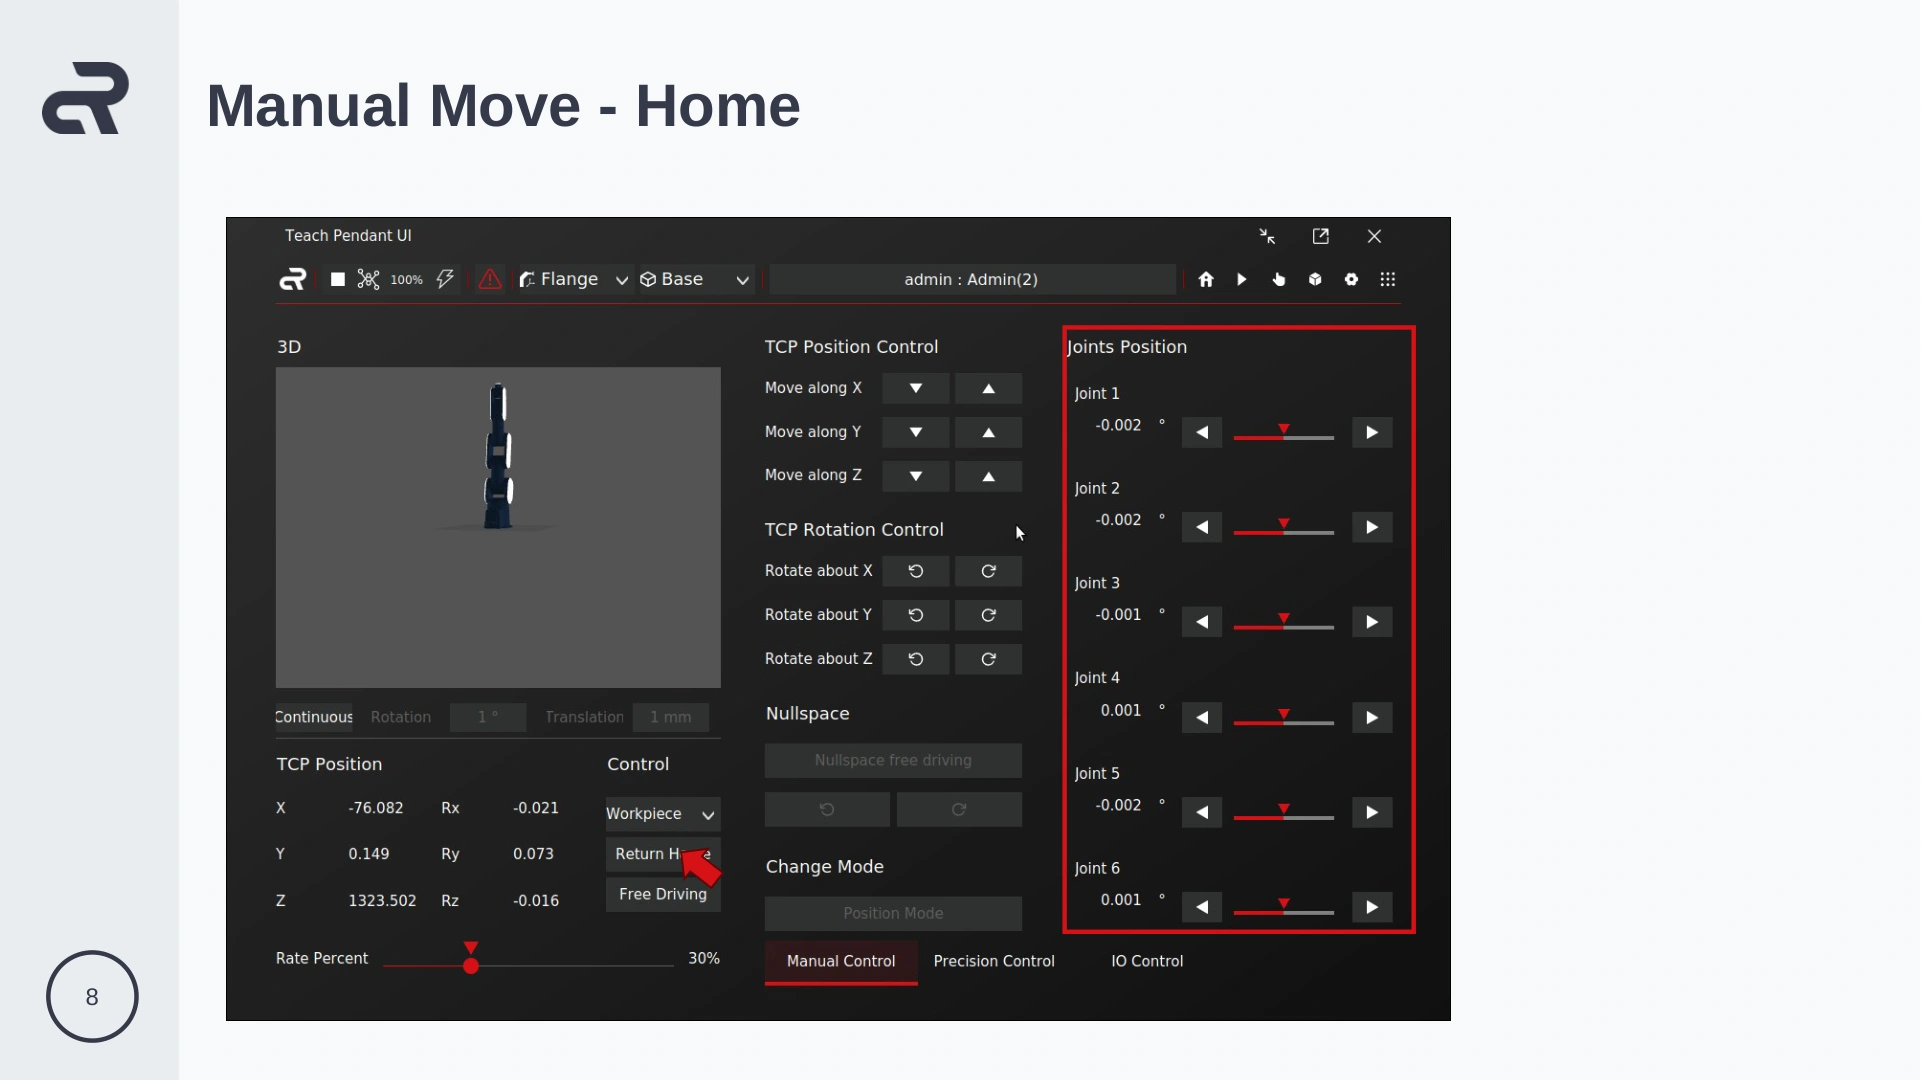 Manual Move - Home
Teach Pendant UI
100%
Flange
Base
admin : Admin(2)
3D
Continuous
Rotation
1 °
Translation
1 mm
TCP Position
X -76.082 Rx -0.021
Y 0.149 Ry 0.073
Z 1323.502 Rz -0.016
Control
Workpiece
Return
Free Driving
Rate Percent
30%
TCP Position Control
Move along X
Move along Y
Move along Z
TCP Rotation Control
Rotate about X
Rotate about Y
Rotate about Z
Nullspace
Nullspace free driving
Change Mode
Position Mode
Manual Control
Precision Control
IO Control
Joints Position
Joint 1
-0.002 °
Joint 2
-0.002 °
Joint 3
-0.001 °
Joint 4
0.001 °
Joint 5
-0.002 °
Joint 6
0.001 °
8